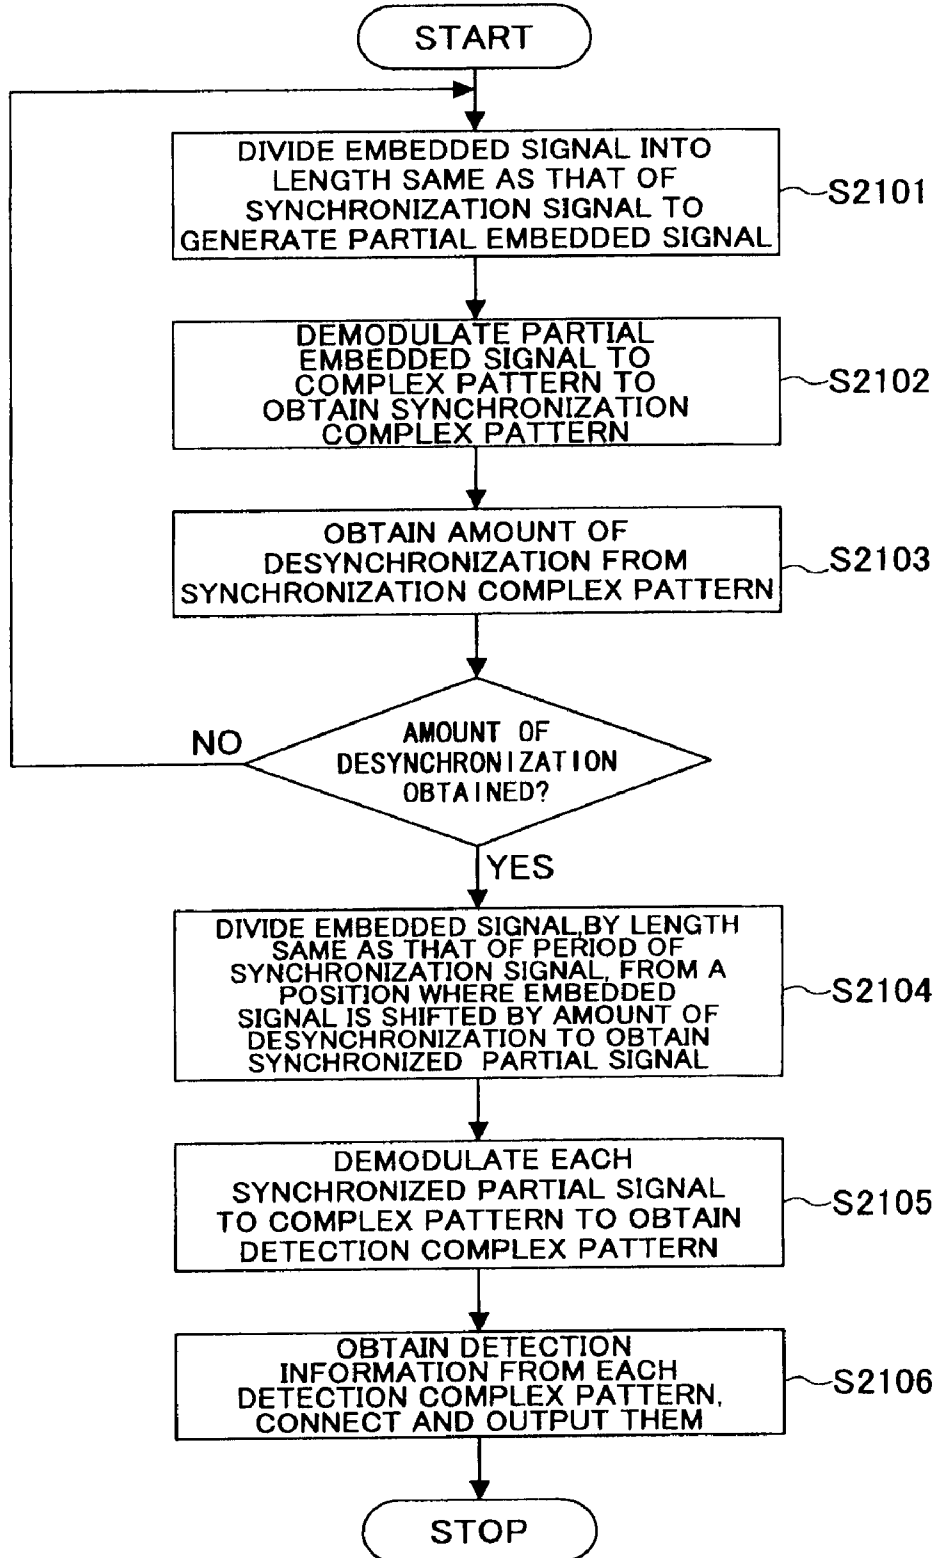 START
DIVIDE EMBEDDED SIGNAL INTO
LENGTH SAME AS THAT OF
SYNCHRONIZATION SIGNAL TO
GENERATE PARTIAL EMBEDDED SIGNAL
S2101
DEMODULATE PARTIAL
EMBEDDED SIGNAL TO
COMPLEX PATTERN TO
OBTAIN SYNCHRONIZATION
COMPLEX PATTERN
S2102
OBTAIN AMOUNT OF
DESYNCHRONIZATION FROM
SYNCHRONIZATION COMPLEX PATTERN
S2103
AMOUNT OF
DESYNCHRONIZATION
OBTAINED?
NO
YES
DIVIDE EMBEDDED SIGNAL,BY LENGTH
SAME AS THAT OF PERIOD OF
SYNCHRONIZATION SIGNAL, FROM A
POSITION WHERE EMBEDDED
SIGNAL IS SHIFTED BY AMOUNT OF
DESYNCHRONIZATION TO OBTAIN
SYNCHRONIZED PARTIAL SIGNAL
S2104
DEMODULATE EACH
SYNCHRONIZED PARTIAL SIGNAL
TO COMPLEX PATTERN TO OBTAIN
DETECTION COMPLEX PATTERN
S2105
OBTAIN DETECTION
INFORMATION FROM EACH
DETECTION COMPLEX PATTERN,
CONNECT AND OUTPUT THEM
S2106
STOP